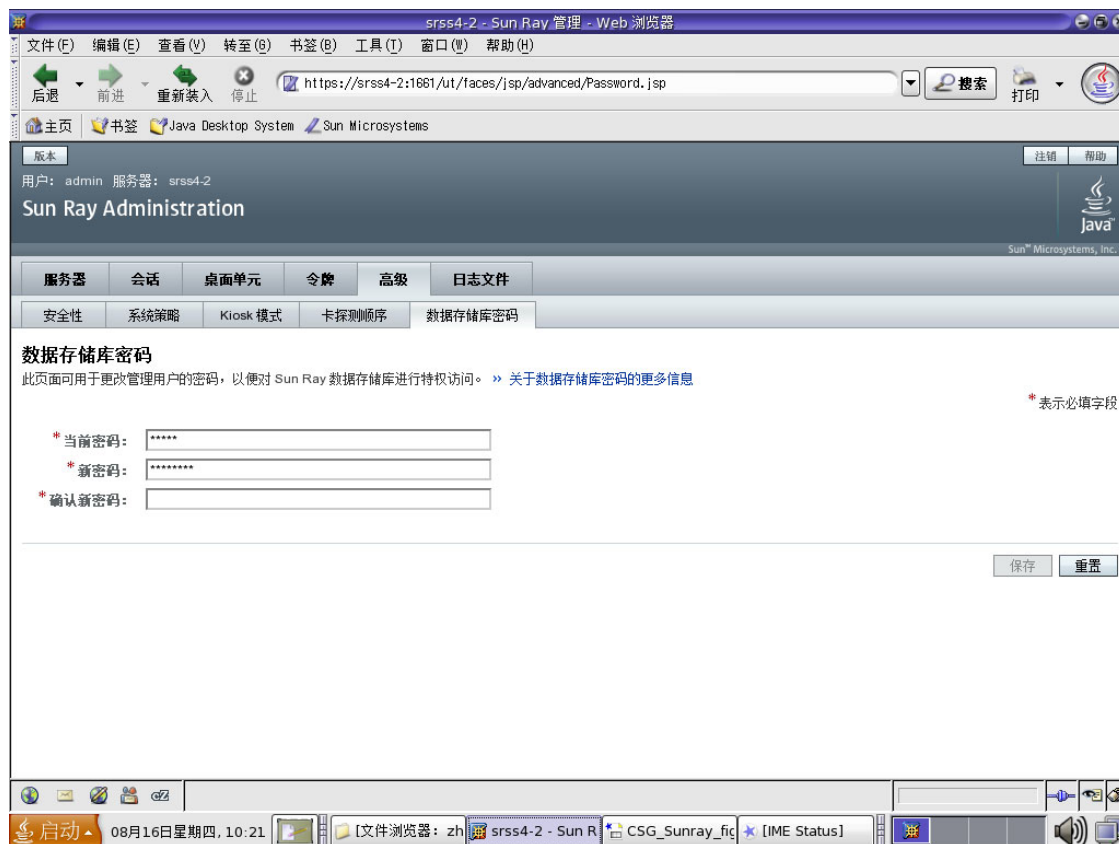 srss4-2 - Sun Ray 管理 - Web 浏览器
文件(F) 编辑(E) 查看(V) 转至(G) 书签(B) 工具(T) 窗口(W) 帮助(H)
后退 前进 重新装入 停止 https://srss4-2:1661/ut/faces/jsp/advanced/Password.jsp 搜索 打印
主页 书签 Java Desktop System Sun Microsystems
版本 注销 帮助
用户: admin 服务器: srss4-2
Sun Ray Administration
Java™
Sun™ Microsystems, Inc.
服务器 会话 桌面单元 令牌 高级 日志文件
安全性 系统策略 Kiosk 模式 卡探测顺序 数据存储库密码
数据存储库密码
此页面可用于更改管理用户的密码，以便对 Sun Ray 数据存储库进行特权访问。 » 关于数据存储库密码的更多信息
* 表示必填字段
* 当前密码: *****
* 新密码: ********
* 确认新密码:
保存 重置
启动 08月16日星期四, 10:21 [文件浏览器: zh srss4-2 - Sun R CSG_Sunray_fig [IME Status]